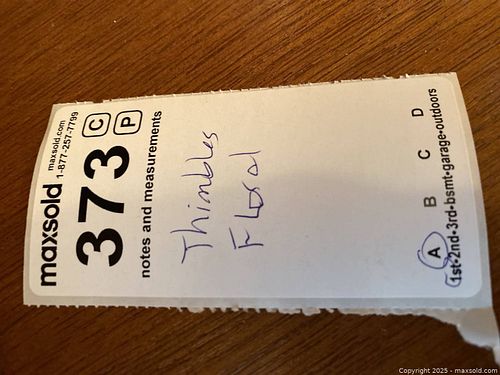 maxsold
maxsold.com
1-877-257-7799
373
C
P
notes and measurements
Thimbles
Floral
A B C D
1st•2nd•3rd•bsmt•garage•outdoors
Copyright 2025 - maxsold.com